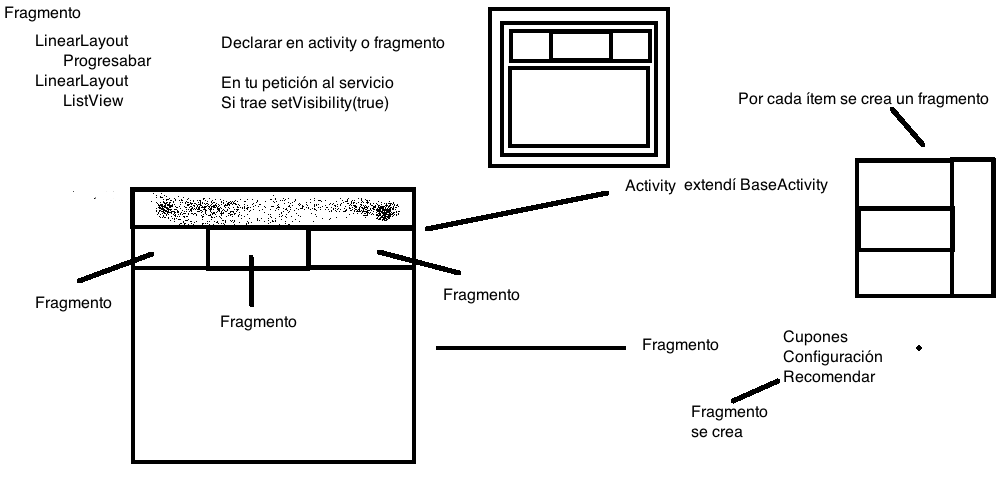 Fragmento
LinearLayout
Progresabar
LinearLayout
ListView
Declarar en activity o fragmento
En tu petición al servicio
Si trae setVisibility(true)
Por cada ítem se crea un fragmento
Activity extendí BaseActivity
Fragmento
Fragmento
Fragmento
Fragmento
Cupones
Configuración
Recomendar
Fragmento
se crea